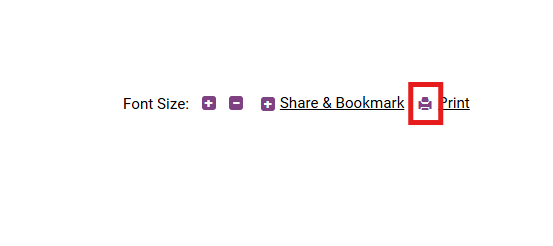 Font Size: + - + Share & Bookmark Print